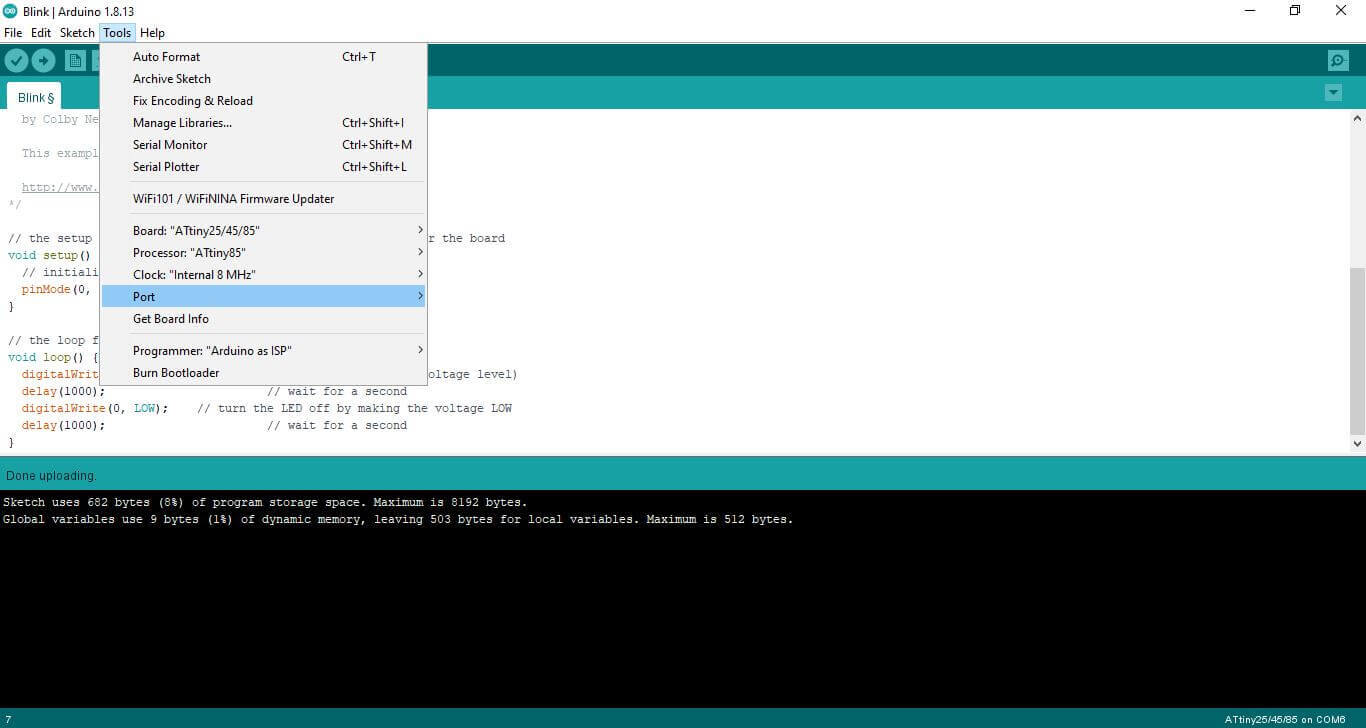 Blink | Arduino 1.8.13
File Edit Sketch Tools Help
Auto Format Ctrl+T
Archive Sketch
Fix Encoding & Reload
Manage Libraries... Ctrl+Shift+I
Serial Monitor Ctrl+Shift+M
Serial Plotter Ctrl+Shift+L
WiFi101 / WiFiNINA Firmware Updater
Board: "ATtiny25/45/85"
Processor: "ATtiny85"
Clock: "Internal 8 MHz"
Port
Get Board Info
Programmer: "Arduino as ISP"
Burn Bootloader
Blink §
by Colby Ne
This exampl
http://www.
*/
// the setup r the board
void setup()
// initiali
pinMode(0,
}
// the loop f
void loop() {
digitalWrit oltage level)
delay(1000); // wait for a second
digitalWrite(0, LOW); // turn the LED off by making the voltage LOW
delay(1000); // wait for a second
}
Done uploading.
Sketch uses 682 bytes (8%) of program storage space. Maximum is 8192 bytes.
Global variables use 9 bytes (1%) of dynamic memory, leaving 503 bytes for local variables. Maximum is 512 bytes.
7 ATtiny25/45/85 on COM6